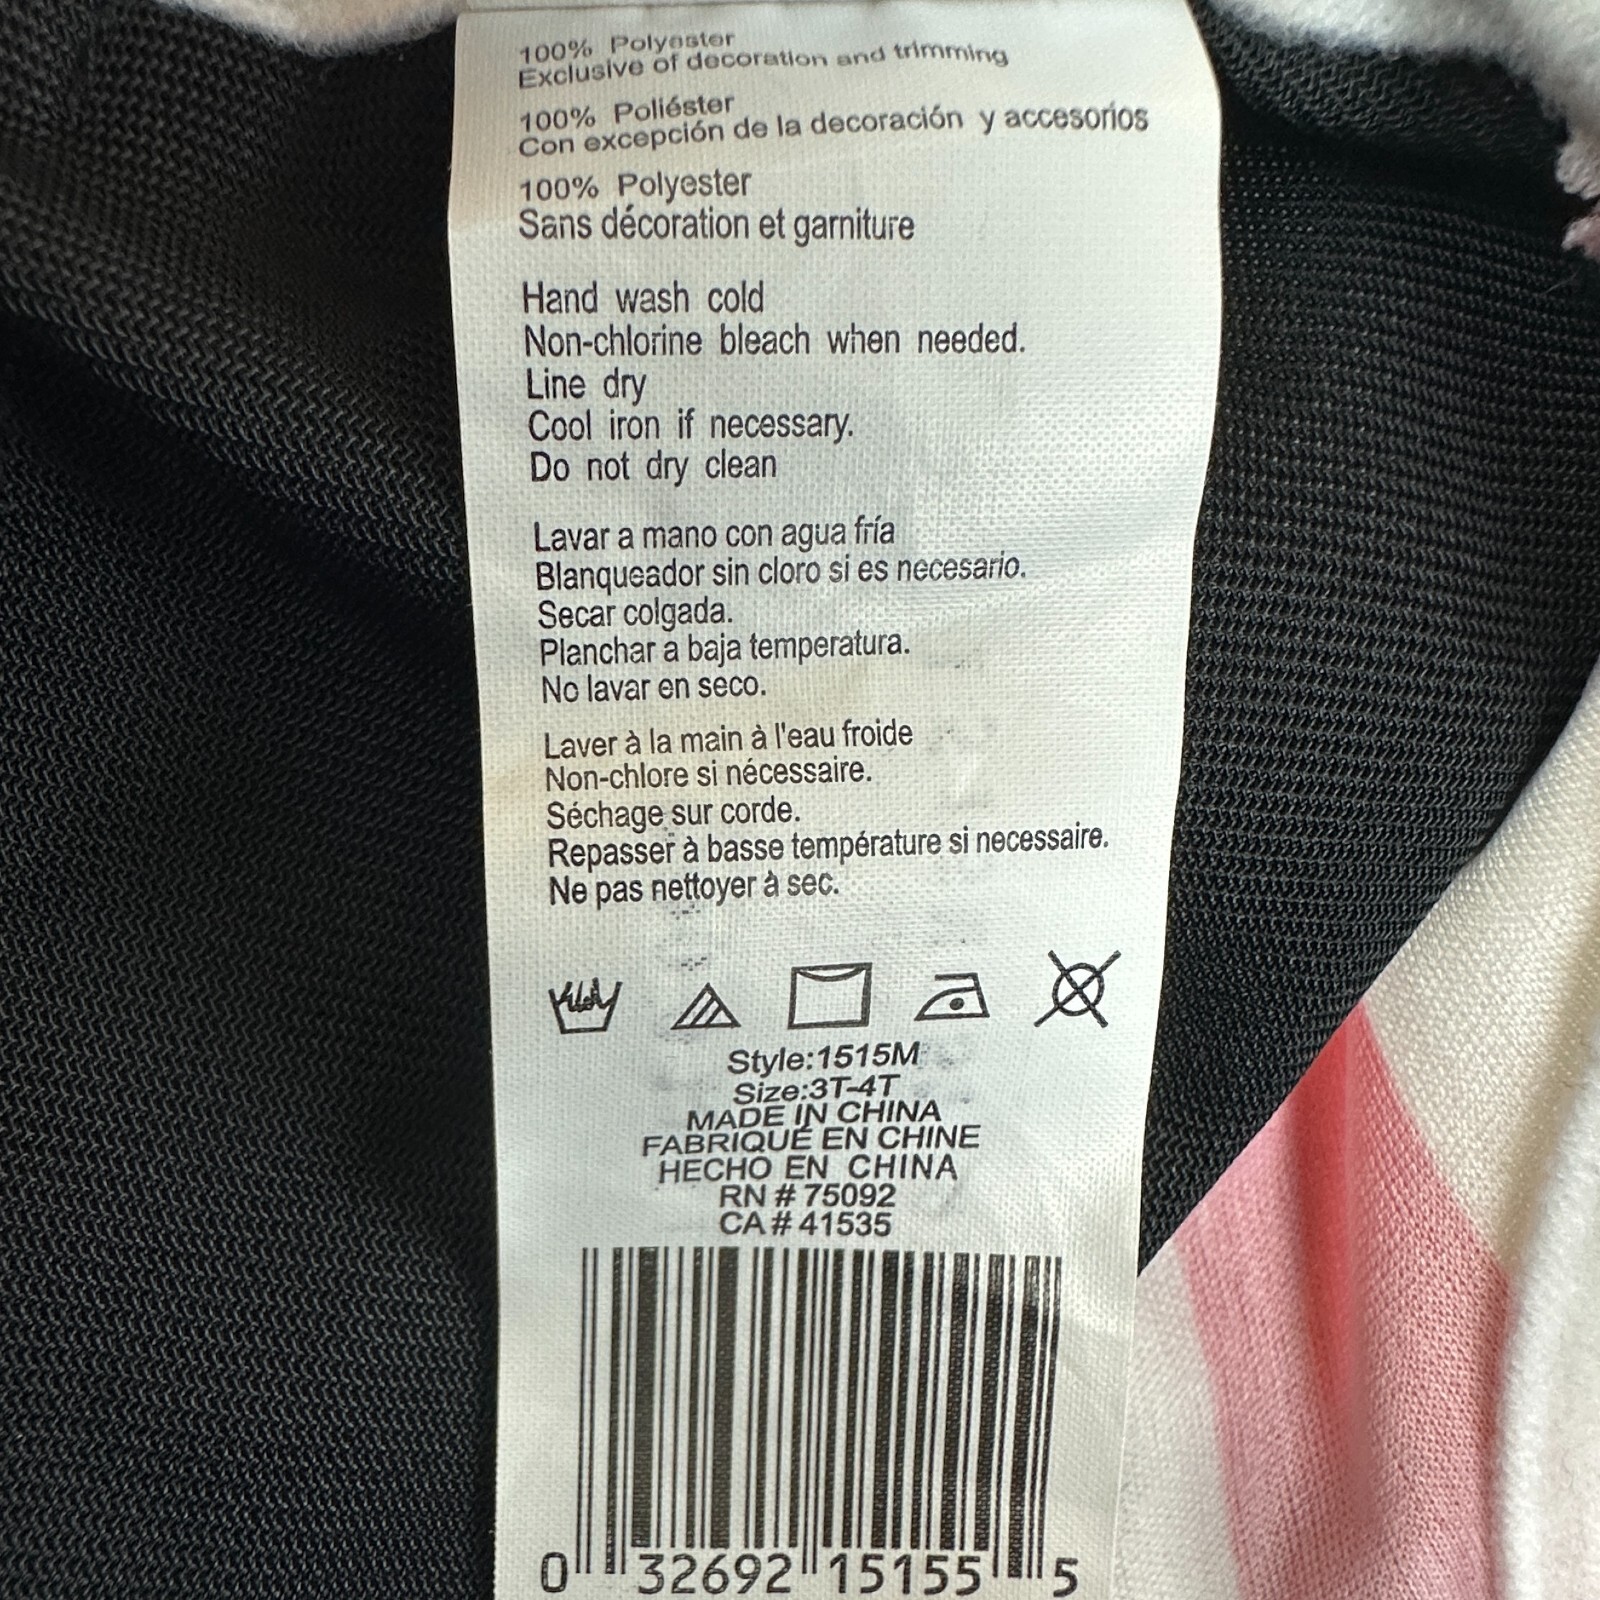 100% Polyester
Exclusive of decoration and trimming
100% Poliéster
Con excepción de la decoración y accesorios
100% Polyester
Sans décoration et garniture
Hand wash cold
Non-chlorine bleach when needed.
Line dry
Cool iron if necessary.
Do not dry clean
Lavar a mano con agua fría
Blanqueador sin cloro si es necesario.
Secar colgada.
Planchar a baja temperatura.
No lavar en seco.
Laver à la main à l'eau froide
Non-chlore si nécessaire.
Séchage sur corde.
Repasser à basse température si necessaire.
Ne pas nettoyer à sec.
Style:1515M
Size:3T-4T
MADE IN CHINA
FABRIQUÉ EN CHINE
HECHO EN CHINA
RN # 75092
CA # 41535
0 32692 15155 5